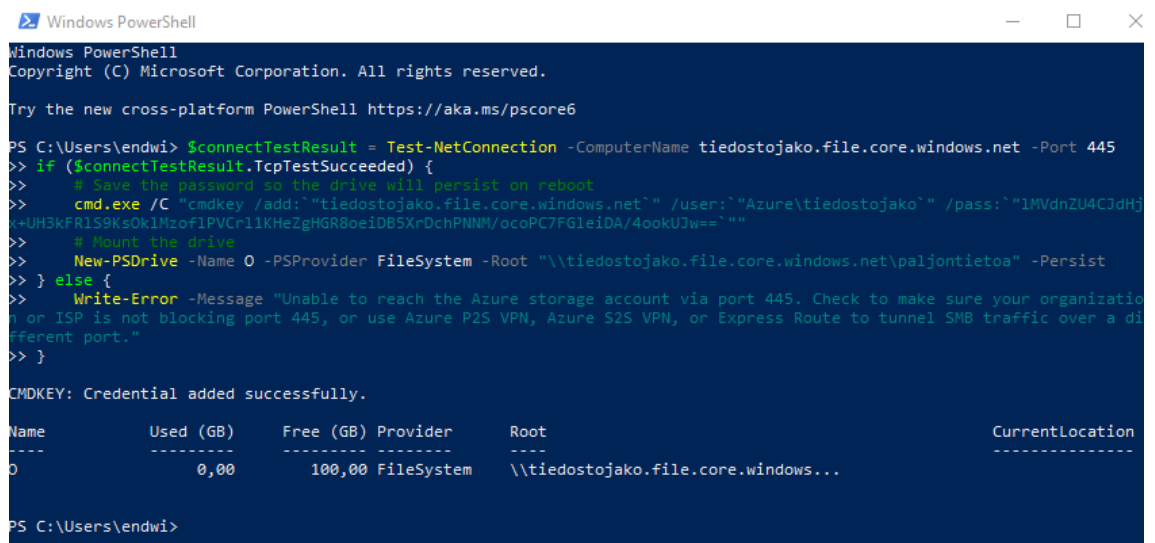 Windows PowerShell
Windows PowerShell
Copyright (C) Microsoft Corporation. All rights reserved.
Try the new cross-platform PowerShell https://aka.ms/pscore6
PS C:\Users\endwi> $connectTestResult = Test-NetConnection -ComputerName tiedostojako.file.core.windows.net -Port 445
>> if ($connectTestResult.TcpTestSucceeded) {
>>     # Save the password so the drive will persist on reboot
>>     cmd.exe /C "cmdkey /add:`"tiedostojako.file.core.windows.net`" /user:`"Azure\tiedostojako`" /pass:`"lMVdnZU4CJdHj
x+UH3kFRlS9KsOklMzoflPVCrl1KHeZgHGR8oeiDB5XrDchPNNM/ocoPC7FGleiDA/4ookUJw==`""
>>     # Mount the drive
>>     New-PSDrive -Name O -PSProvider FileSystem -Root "\\tiedostojako.file.core.windows.net\paljontietoa" -Persist
>> } else {
>>     Write-Error -Message "Unable to reach the Azure storage account via port 445. Check to make sure your organizatio
n or ISP is not blocking port 445, or use Azure P2S VPN, Azure S2S VPN, or Express Route to tunnel SMB traffic over a di
fferent port."
>> }
CMDKEY: Credential added successfully.
Name           Used (GB)     Free (GB) Provider      Root                                               CurrentLocation
----           ---------     --------- --------      ----                                               ---------------
O                   0,00        100,00 FileSystem    \\tiedostojako.file.core.windows...
PS C:\Users\endwi>